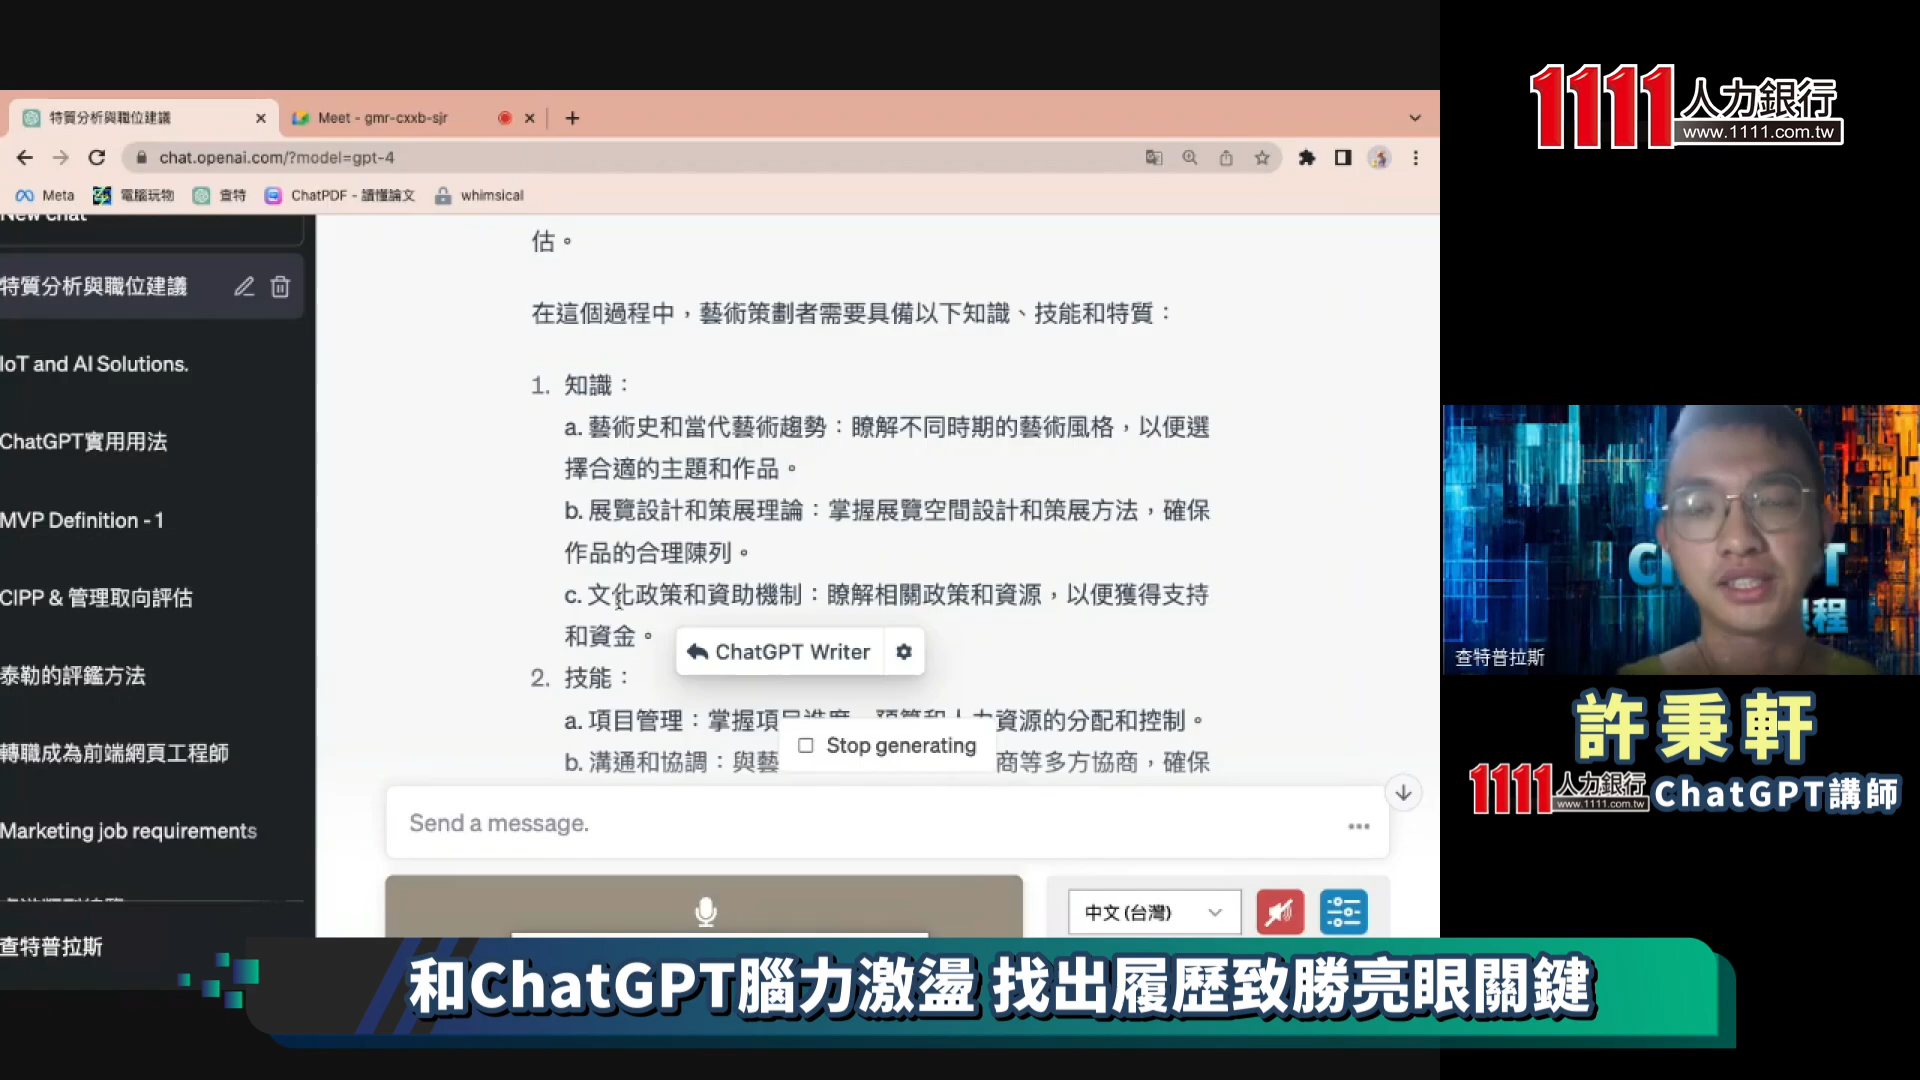 特質分析與職位建議
Meet - gmr-cxxb-sjr
chat.openai.com/?model=gpt-4
Meta
電腦玩物
查特
ChatPDF - 讀懂論文
whimsical
New chat
特質分析與職位建議
IoT and AI Solutions.
ChatGPT實用用法
MVP Definition - 1
CIPP & 管理取向評估
泰勒的評鑑方法
轉職成為前端網頁工程師
Marketing job requirements
查特普拉斯
估。
在這個過程中，藝術策劃者需要具備以下知識、技能和特質：
1. 知識：
a. 藝術史和當代藝術趨勢：瞭解不同時期的藝術風格，以便選
擇合適的主題和作品。
b. 展覽設計和策展理論：掌握展覽空間設計和策展方法，確保
作品的合理陳列。
c. 文化政策和資助機制：瞭解相關政策和資源，以便獲得支持
和資金。
ChatGPT Writer
2. 技能：
a. 項目管理：掌握項目進度、預算和人力資源的分配和控制。
Stop generating
b. 溝通和協調：與藝 商等多方協商，確保
Send a message.
中文 (台灣)
1111人力銀行
www.1111.com.tw
查特普拉斯
許秉軒
1111人力銀行
www.1111.com.tw
ChatGPT講師
和ChatGPT腦力激盪 找出履歷致勝亮眼關鍵